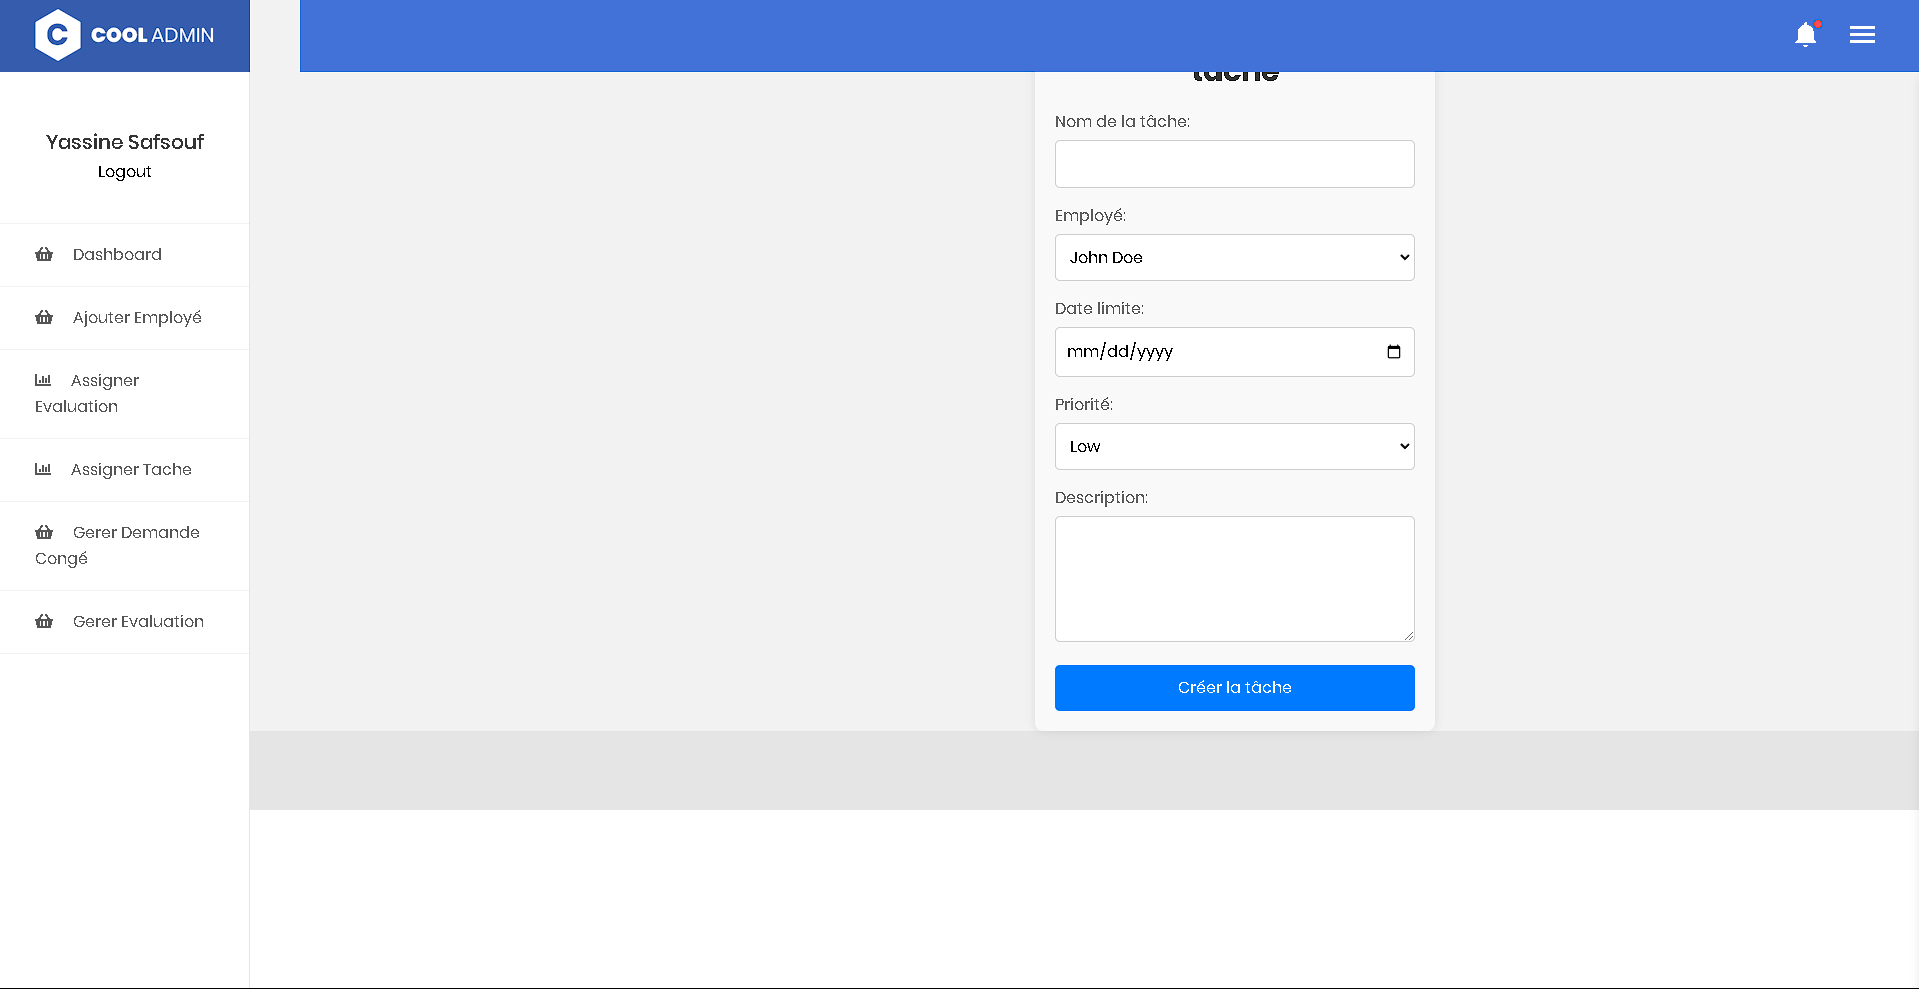 C COOL ADMIN
Yassine Safsouf
Logout
Dashboard
Ajouter Employé
Assigner
Evaluation
Assigner Tache
Gerer Demande
Congé
Gerer Evaluation
tâche
Nom de la tâche:
Employé:
John Doe
Date limite:
mm/dd/yyyy
Priorité:
Low
Description:
Créer la tâche